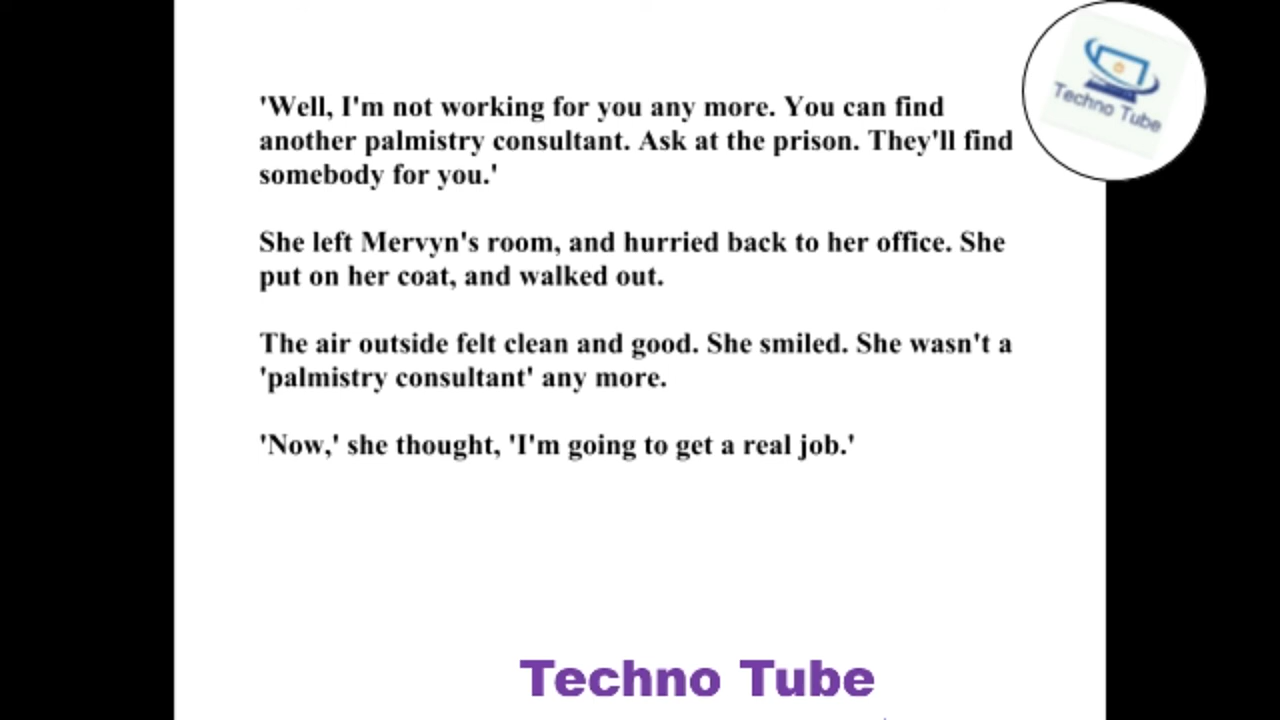 'Well, I'm not working for you any more. You can find
another palmistry consultant. Ask at the prison. They'll find
somebody for you.'
She left Mervyn's room, and hurried back to her office. She
put on her coat, and walked out.
The air outside felt clean and good. She smiled. She wasn't a
'palmistry consultant' any more.
'Now,' she thought, 'I'm going to get a real job.'
Techno Tube
Techno Tube